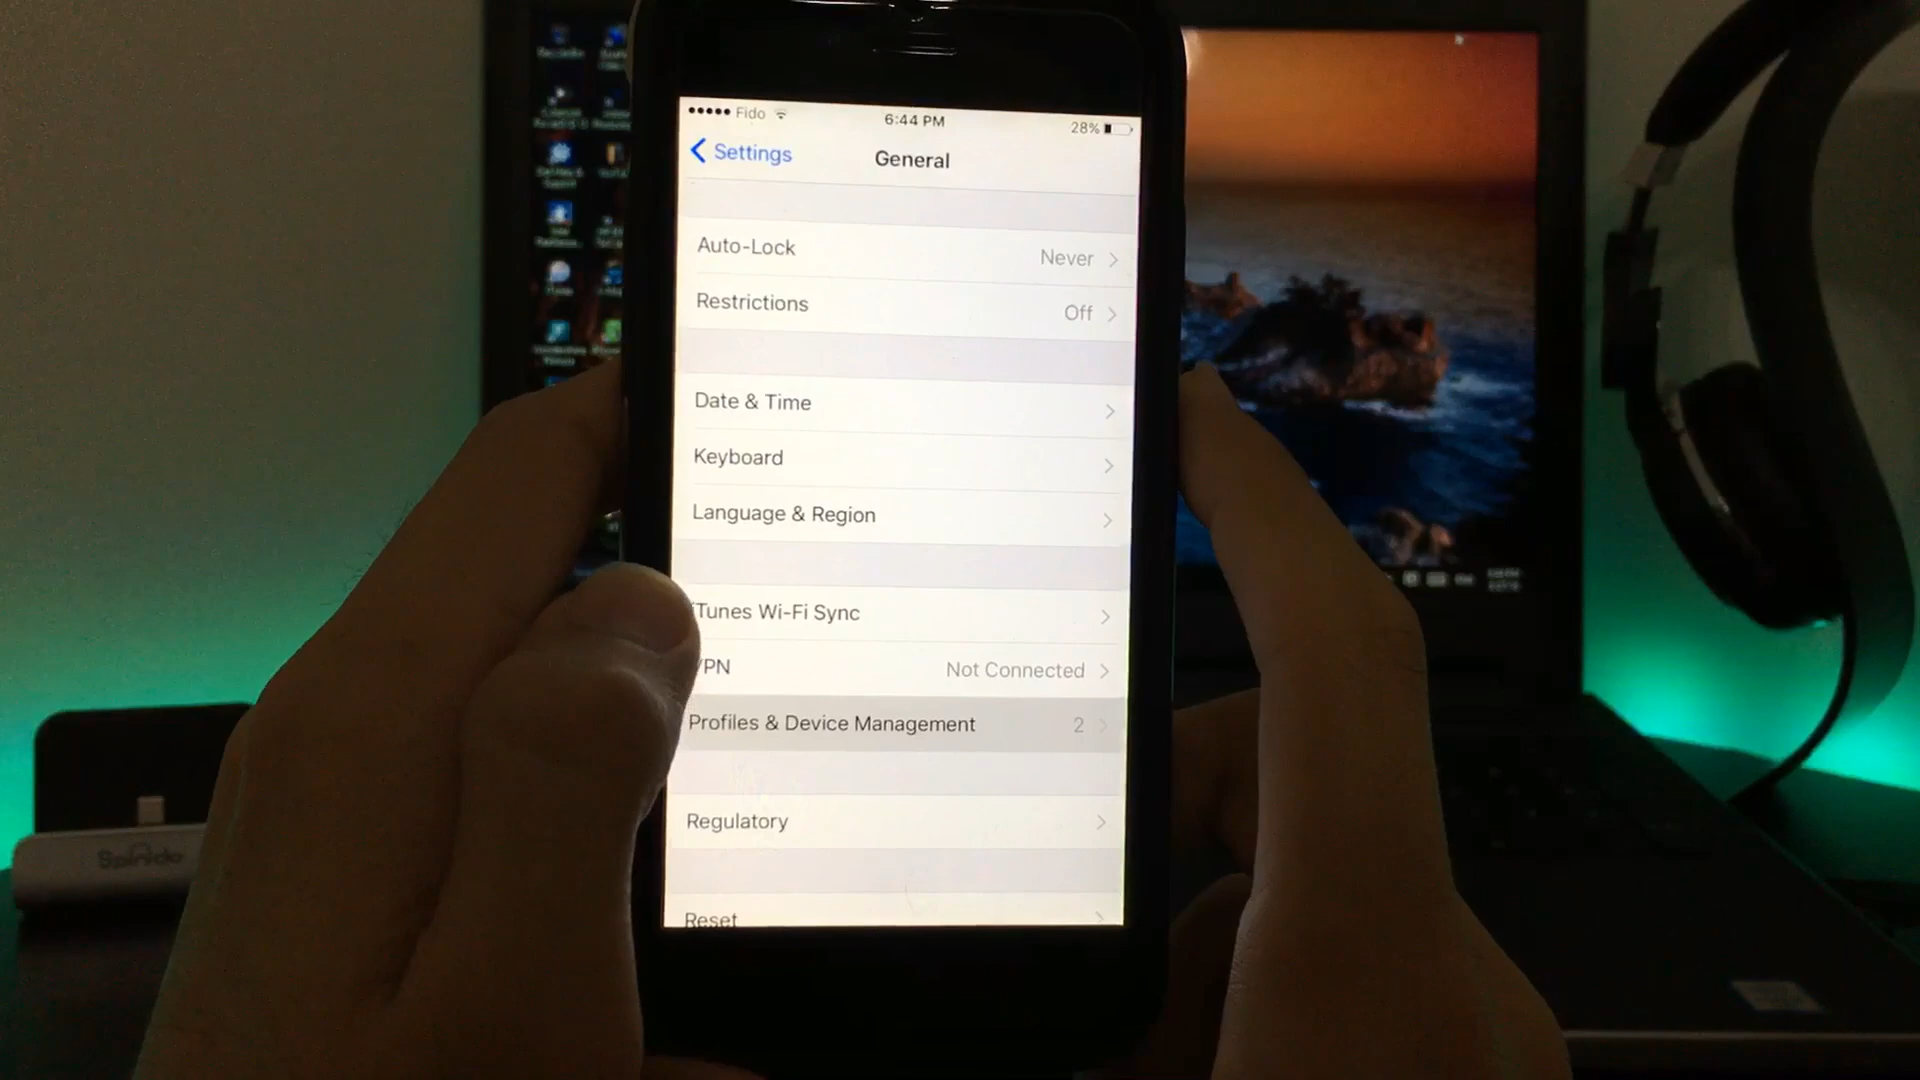 Fido 6:44 PM 28%
Settings General
Auto-Lock Never
Restrictions Off
Date & Time
Keyboard
Language & Region
iTunes Wi-Fi Sync
VPN Not Connected
Profiles & Device Management 2
Regulatory
Reset
Spinido